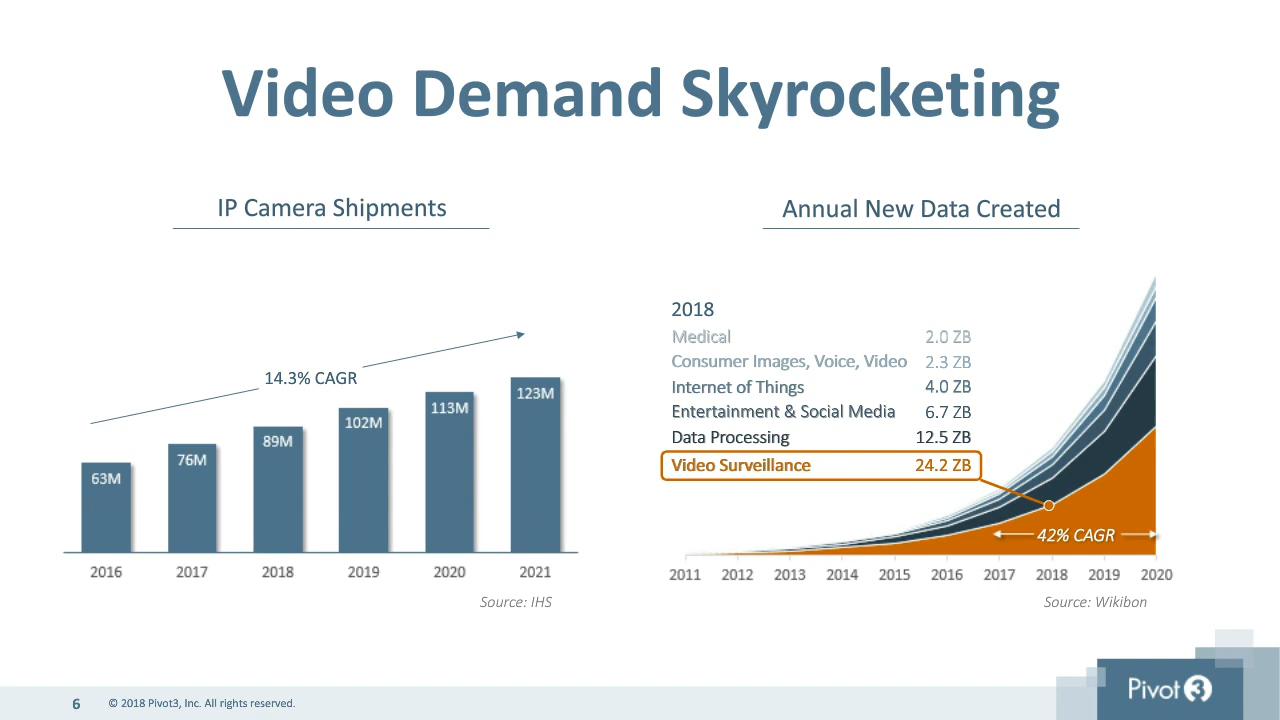 Video Demand Skyrocketing
IP Camera Shipments
14.3% CAGR
63M
76M
89M
102M
113M
123M
2016 2017 2018 2019 2020 2021
Source: IHS
Annual New Data Created
2018
Medical 2.0 ZB
Consumer Images, Voice, Video 2.3 ZB
Internet of Things 4.0 ZB
Entertainment & Social Media 6.7 ZB
Data Processing 12.5 ZB
Video Surveillance 24.2 ZB
42% CAGR
2011 2012 2013 2014 2015 2016 2017 2018 2019 2020
Source: Wikibon
6 © 2018 Pivot3, Inc. All rights reserved.
Pivot 3